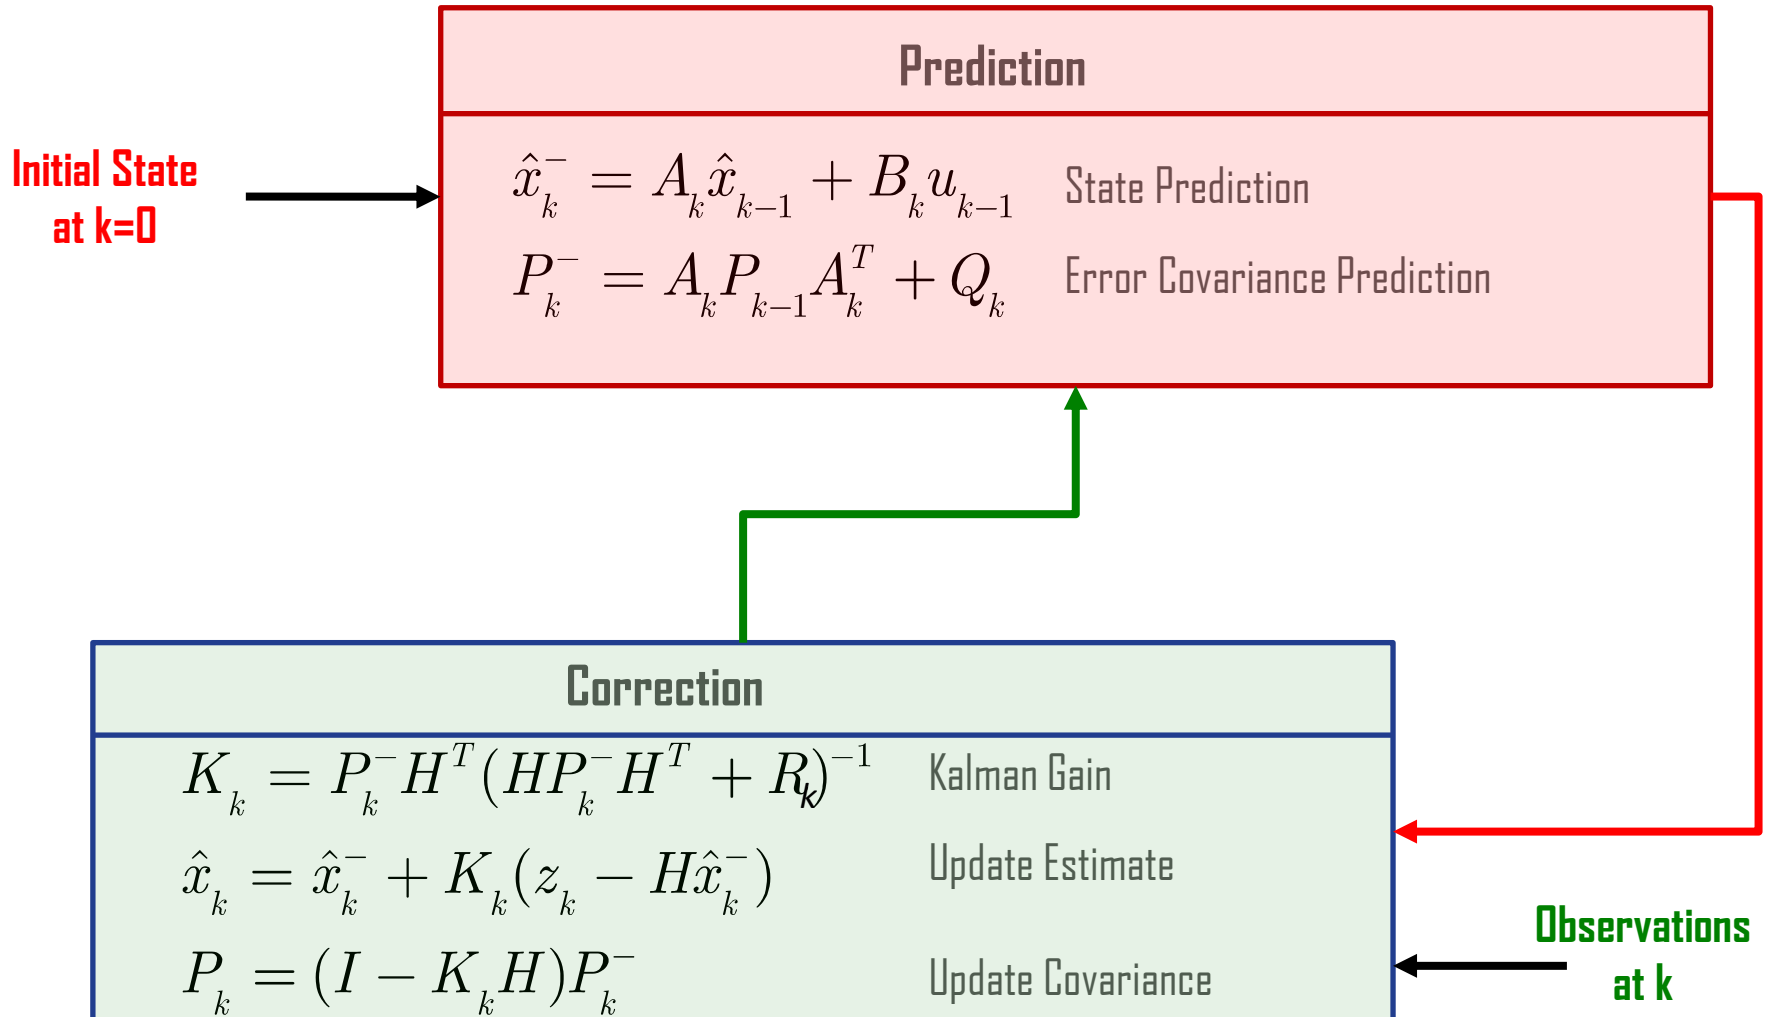 Prediction
Initial State
at k=0
x̂ₖ⁻ = Aₖx̂ₖ₋₁ + Bₖuₖ₋₁ State Prediction
Pₖ⁻ = AₖPₖ₋₁Aₖᵀ + Qₖ Error Covariance Prediction
Correction
Kₖ = Pₖ⁻Hᵀ(HPₖ⁻Hᵀ + Rₖ)⁻¹ Kalman Gain
x̂ₖ = x̂ₖ⁻ + Kₖ(zₖ − Hx̂ₖ⁻) Update Estimate
Pₖ = (I − KₖH)Pₖ⁻ Update Covariance
Observations
at k